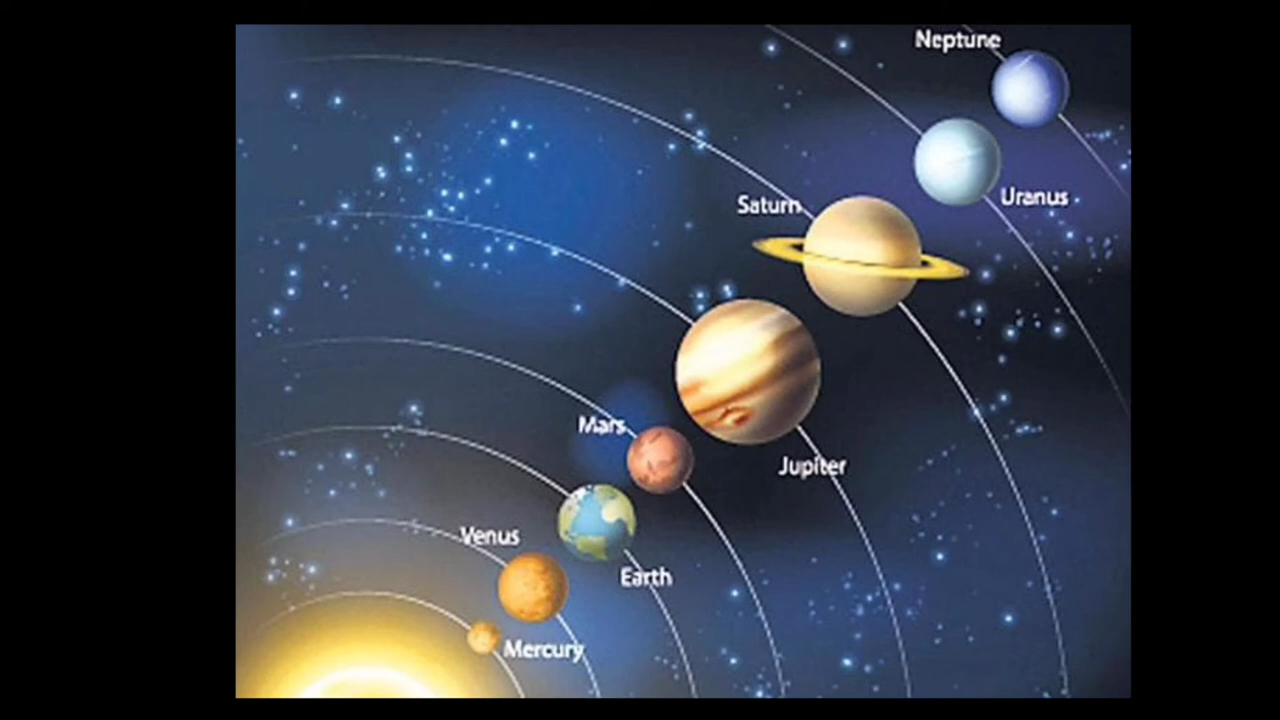 Neptune
Uranus
Saturn
Mars
Jupiter
Venus
Earth
Mercury